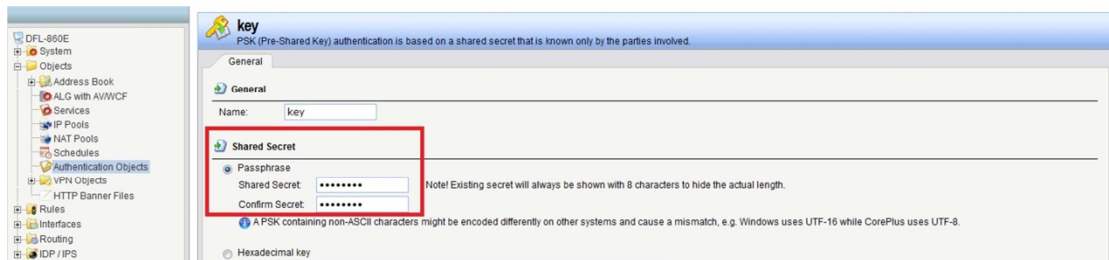 DFL-860E
System
Objects
Address Book
ALG with AV/WCF
Services
IP Pools
NAT Pools
Schedules
Authentication Objects
VPN Objects
HTTP Banner Files
Rules
Interfaces
Routing
IDP / IPS
key
PSK (Pre-Shared Key) authentication is based on a shared secret that is known only by the parties involved.
General
General
Name: key
Shared Secret
Passphrase
Shared Secret: •••••••• Note! Existing secret will always be shown with 8 characters to hide the actual length.
Confirm Secret: ••••••••
A PSK containing non-ASCII characters might be encoded differently on other systems and cause a mismatch, e.g. Windows uses UTF-16 while CorePlus uses UTF-8.
Hexadecimal key